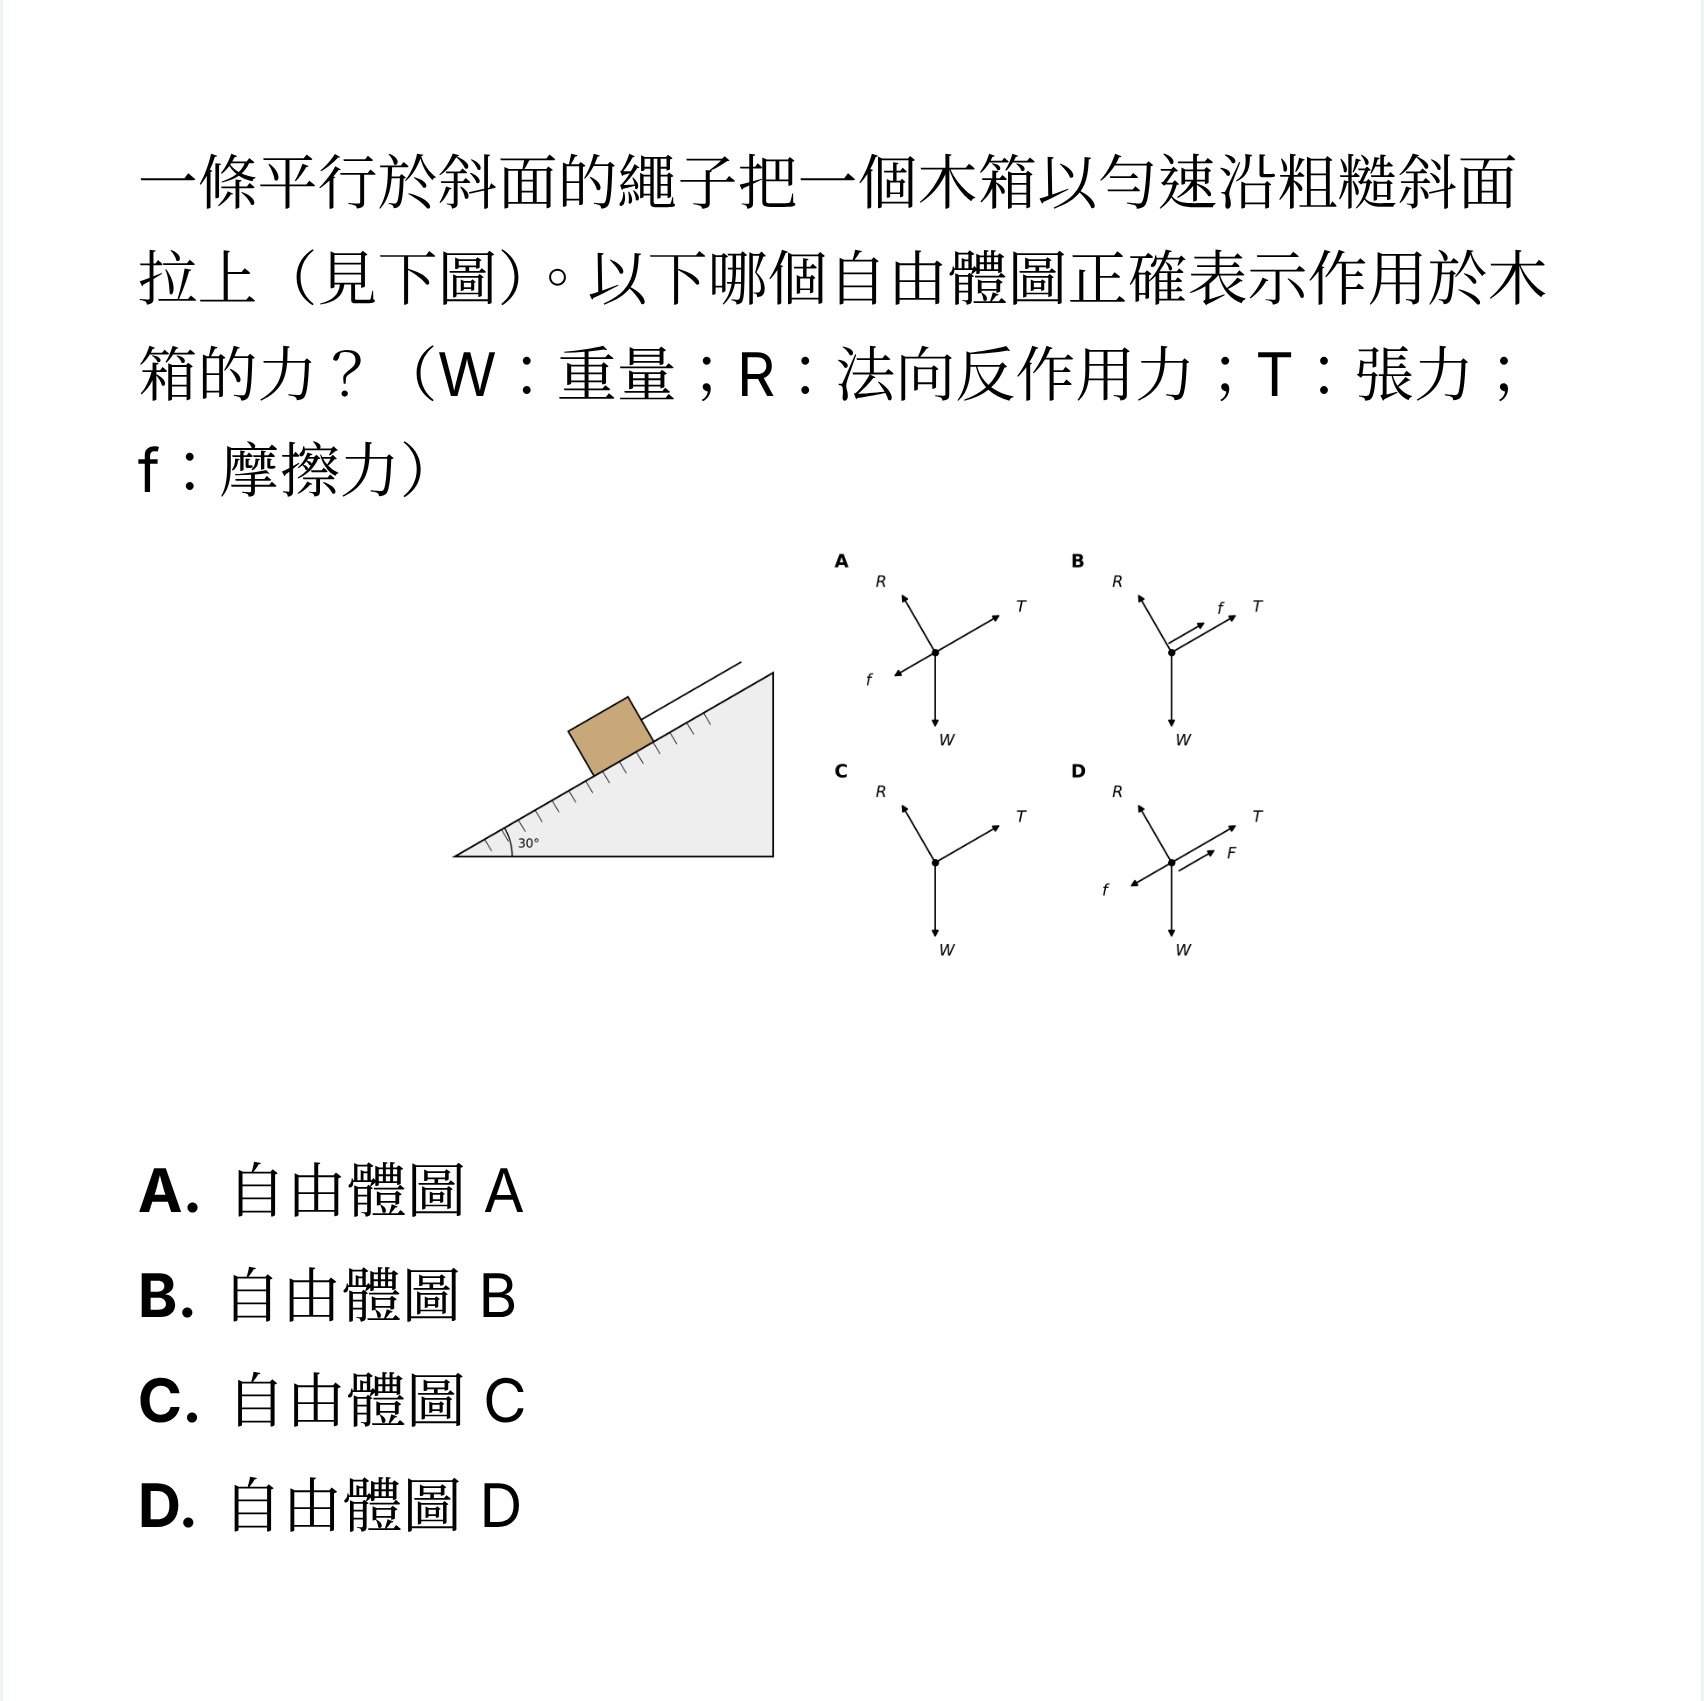 一條平行於斜面的繩子把一個木箱以勻速沿粗糙斜面
拉上（見下圖）。以下哪個自由體圖正確表示作用於木
箱的力？（W：重量；R：法向反作用力；T：張力；
f：摩擦力）
A
R
T
f
W
B
R
f
T
W
30°
C
R
T
W
D
R
T
F
f
W
A. 自由體圖 A
B. 自由體圖 B
C. 自由體圖 C
D. 自由體圖 D